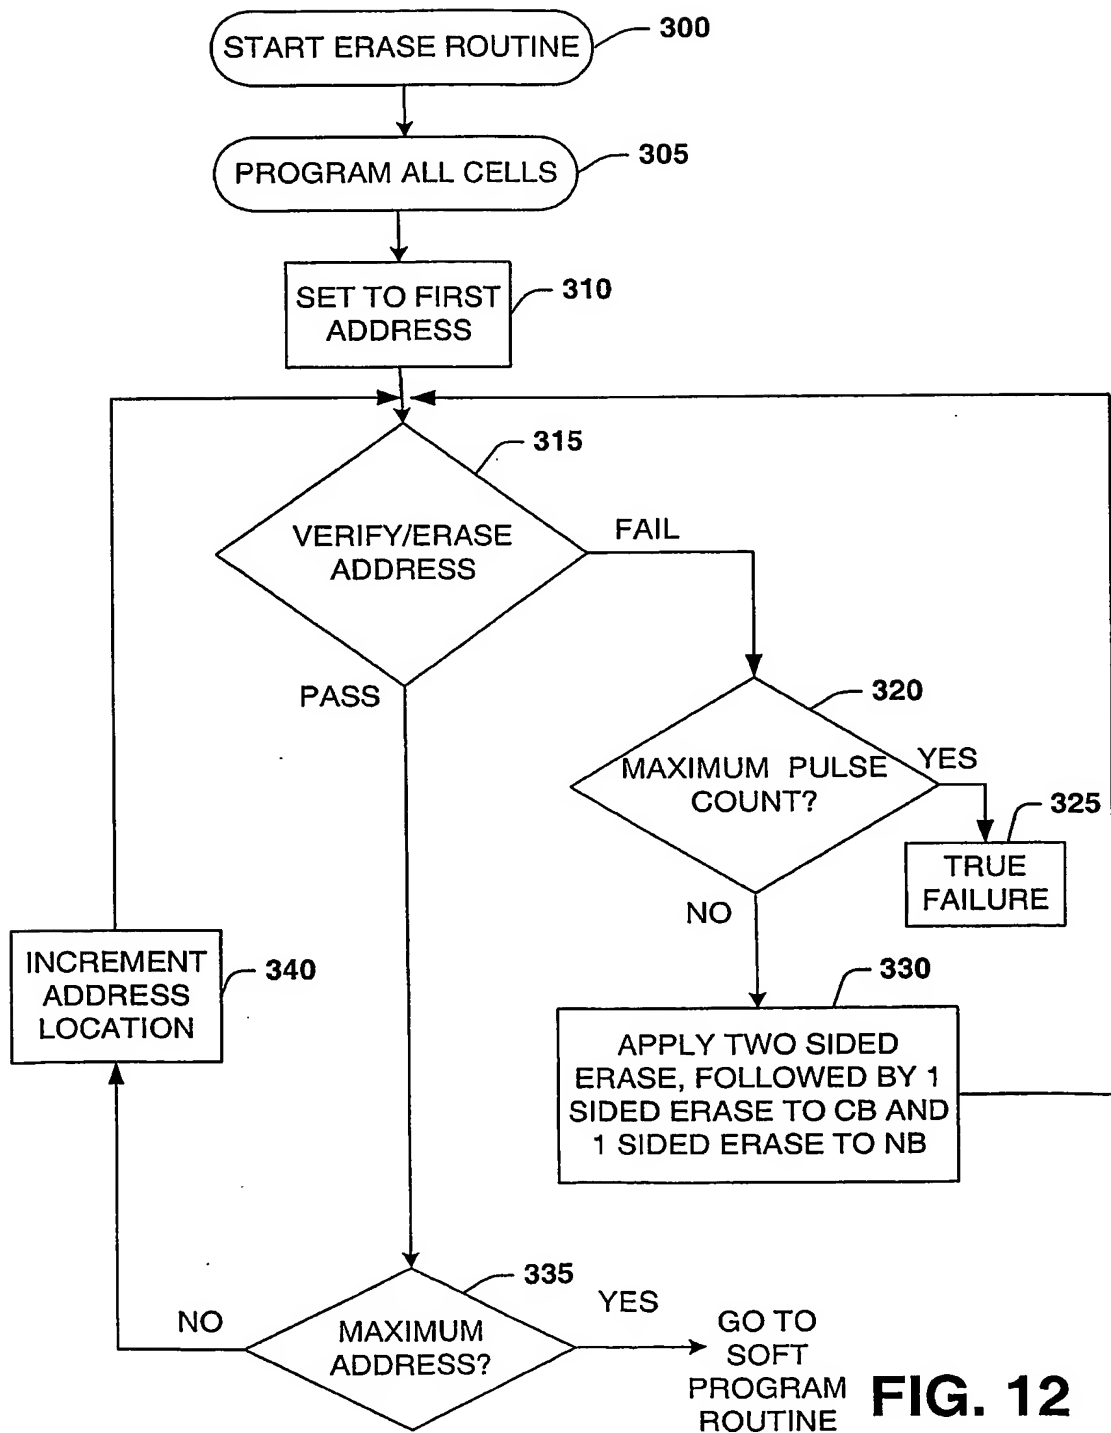 START ERASE ROUTINE
300
PROGRAM ALL CELLS
305
SET TO FIRST
ADDRESS
310
315
VERIFY/ERASE
ADDRESS
FAIL
PASS
320
MAXIMUM PULSE
COUNT?
YES
325
TRUE
FAILURE
NO
330
APPLY TWO SIDED
ERASE, FOLLOWED BY 1
SIDED ERASE TO CB AND
1 SIDED ERASE TO NB
INCREMENT
ADDRESS
LOCATION
340
335
MAXIMUM
ADDRESS?
NO
YES
GO TO
SOFT
PROGRAM
ROUTINE
FIG. 12